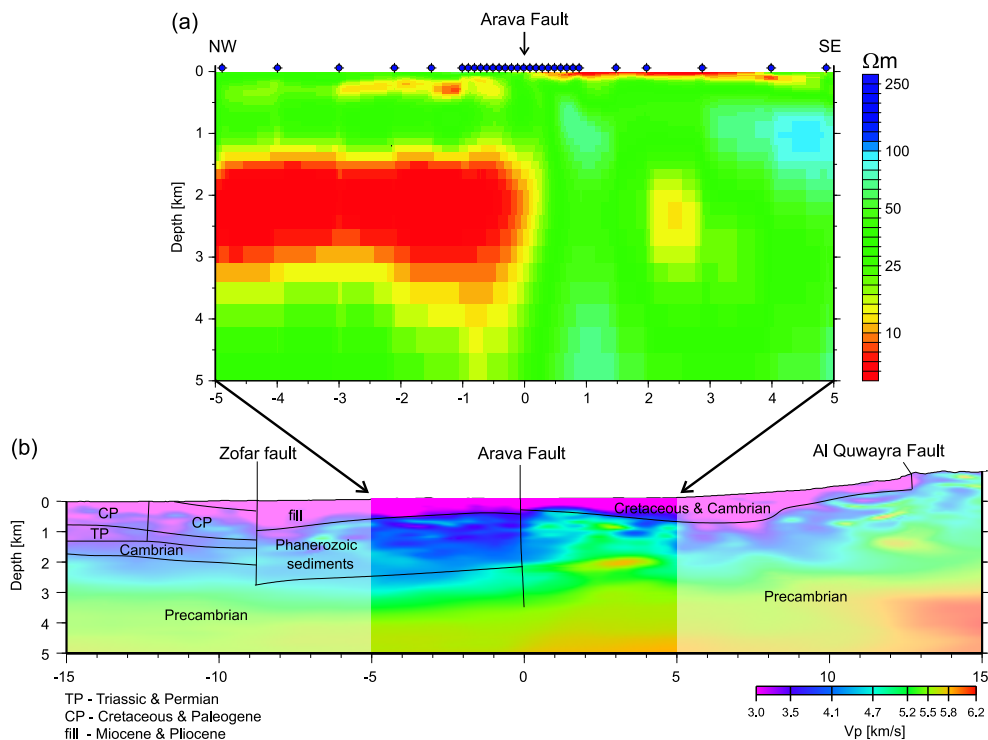 (a)
Arava Fault
NW
SE
Ωm
0
1
2
3
4
5
Depth [km]
-5 -4 -3 -2 -1 0 1 2 3 4 5
250
100
50
25
10
(b)
Zofar fault
Arava Fault
Al Quwayra Fault
0
1
2
3
4
5
Depth [km]
CP
CP
TP
Cambrian
fill
Phanerozoic
sediments
Cretaceous & Cambrian
Precambrian
Precambrian
-15 -10 -5 0 5 10 15
TP - Triassic & Permian
CP - Cretaceous & Paleogene
fill - Miocene & Pliocene
3.0 3.5 4.1 4.7 5.2 5.5 5.8 6.2
Vp [km/s]